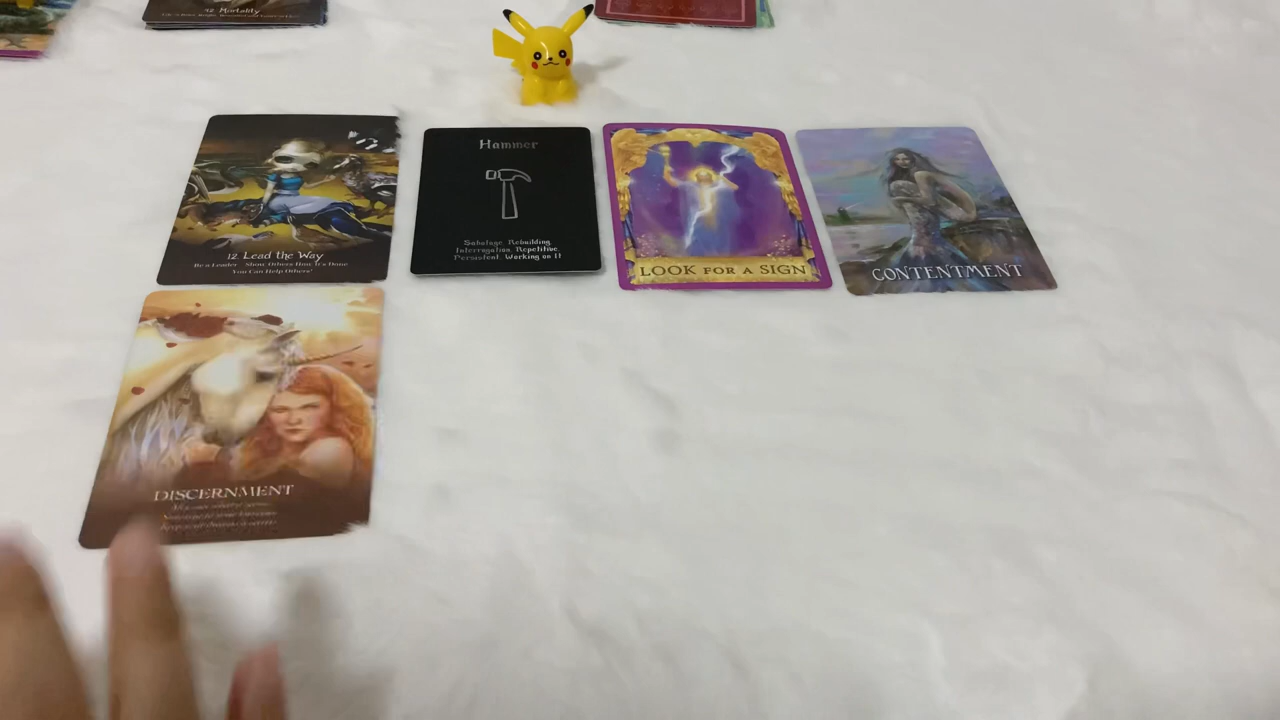 42 Mortality
12 Lead the Way
Be a Leader Show Others How It's Done
You Can Help Others!
Hammer
Sabotage, Rebuilding
Interrogation, Repetitive,
Persistent, Working on It
LOOK FOR A SIGN
CONTENTMENT
DISCERNMENT